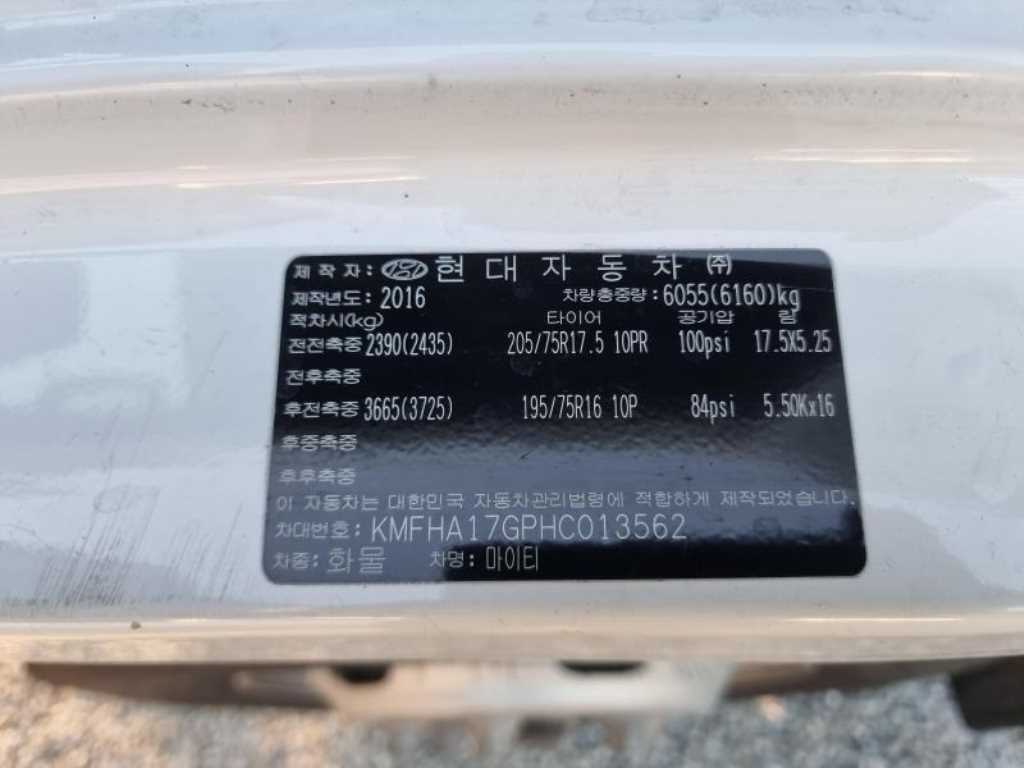 제작자: 현대자동차 ㈜
제작년도: 2016 차량총중량: 6055(6160)kg
적차시(kg) 타이어 공기압 림
전전축중 2390(2435) 205/75R17.5 10PR 100psi 17.5X5.25
전후축중
후전축중 3665(3725) 195/75R16 10P 84psi 5.50Kx16
후중축중
후후축중
이 자동차는 대한민국 자동차관리법령에 적합하게 제작되었습니다.
차대번호: KMFHA17GPHC013562
차종: 화물 차명: 마이티